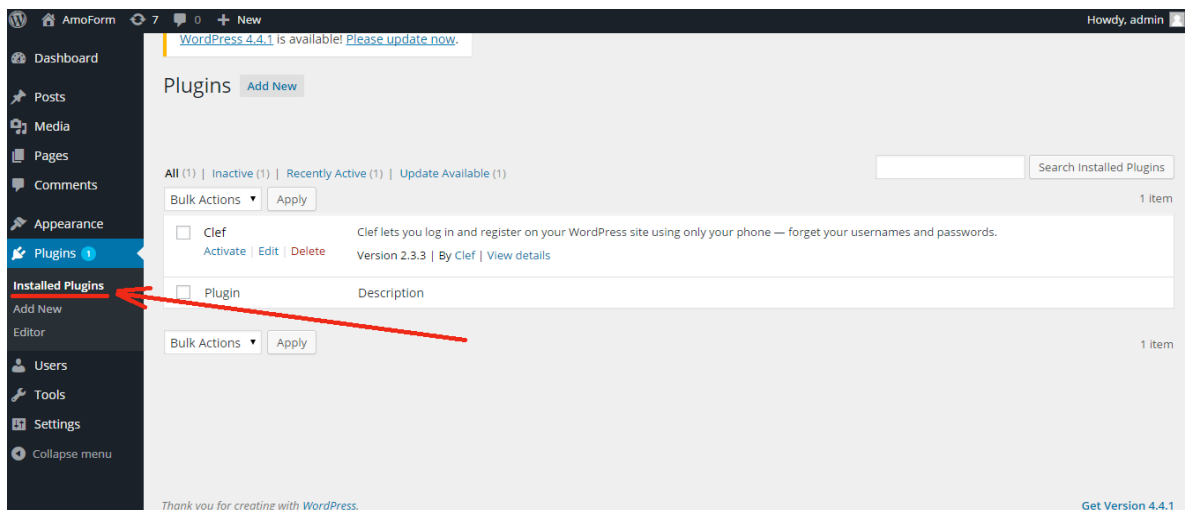 AmoForm 7 0 + New Howdy, admin
WordPress 4.4.1 is available! Please update now.
Dashboard
Posts
Media
Pages
Comments
Appearance
Plugins 1
Installed Plugins
Add New
Editor
Users
Tools
Settings
Collapse menu
Plugins Add New
All (1) | Inactive (1) | Recently Active (1) | Update Available (1)
Search Installed Plugins
Bulk Actions Apply 1 item
Clef Clef lets you log in and register on your WordPress site using only your phone — forget your usernames and passwords.
Activate | Edit | Delete Version 2.3.3 | By Clef | View details
Plugin Description
Bulk Actions Apply 1 item
Thank you for creating with WordPress. Get Version 4.4.1